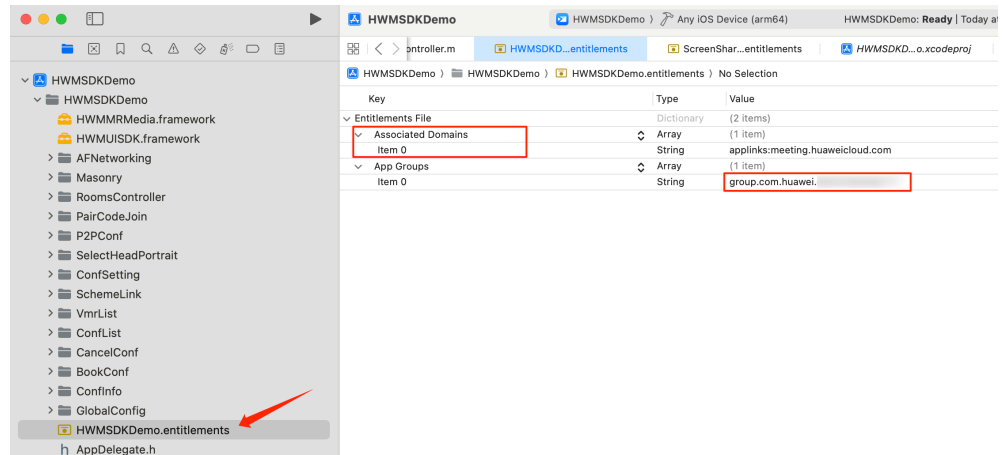 HWMSDKDemo
HWMSDKDemo 〉 Any iOS Device (arm64)
HWMSDKDemo: Ready | Today at
ontroller.m
HWMSDKD...entitlements
ScreenShar...entitlements
HWMSDKD...o.xcodeproj
HWMSDKDemo 〉 HWMSDKDemo 〉 HWMSDKDemo.entitlements 〉 No Selection
HWMSDKDemo
HWMSDKDemo
HWMMRMedia.framework
HWMUISDK.framework
AFNetworking
Masonry
RoomsController
PairCodeJoin
P2PConf
SelectHeadPortrait
ConfSetting
SchemeLink
VmrList
ConfList
CancelConf
BookConf
ConfInfo
GlobalConfig
HWMSDKDemo.entitlements
h AppDelegate.h
Key Type Value
Entitlements File Dictionary (2 items)
Associated Domains Array (1 item)
Item 0 String applinks:meeting.huaweicloud.com
App Groups Array (1 item)
Item 0 String group.com.huawei.